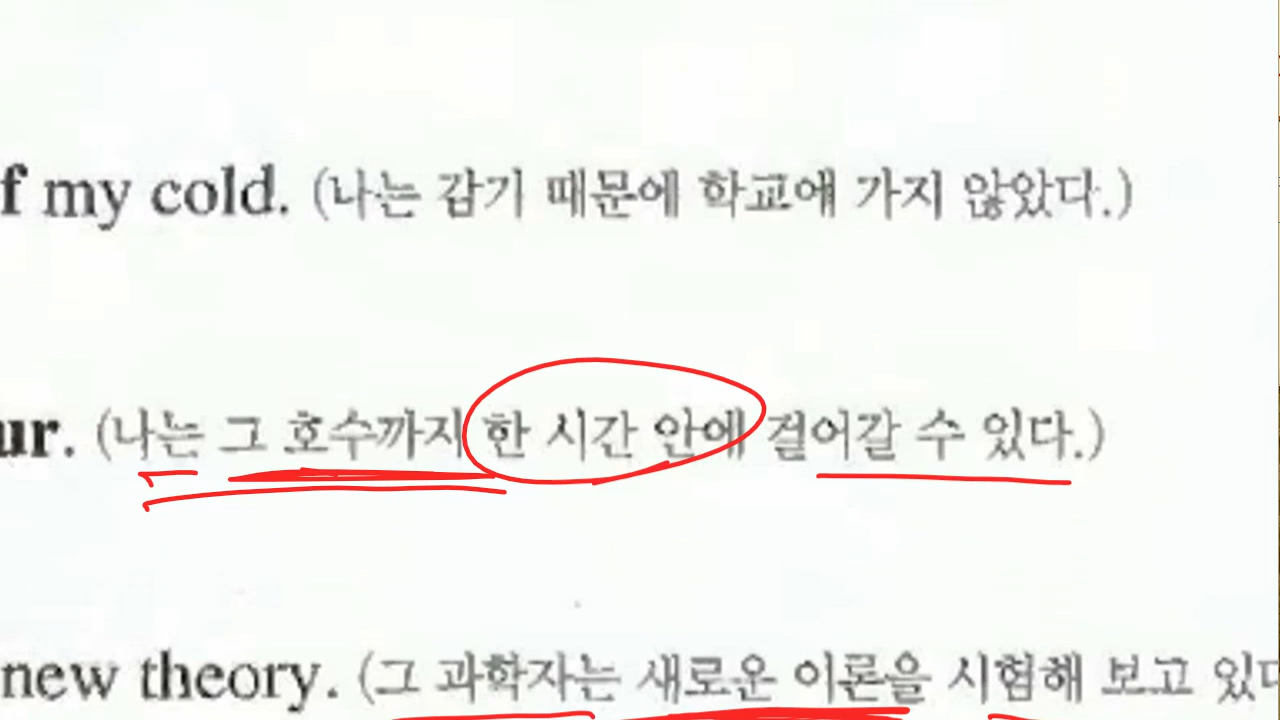 f my cold. (나는 감기 때문에 학교에 가지 않았다.)
ur. (나는 그 호수까지 한 시간 안에 걸어갈 수 있다.)
new theory. (그 과학자는 새로운 이론을 시험해 보고 있다